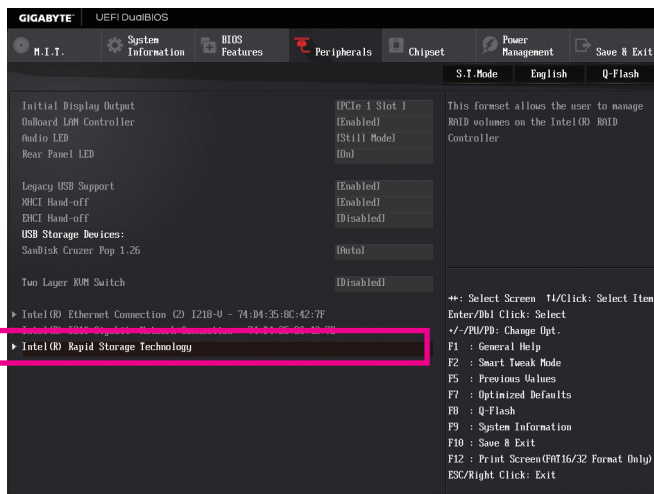 GIGABYTE™ UEFI DualBIOS
M.I.T.
System Information
BIOS Features
Peripherals
Chipset
Power Management
Save & Exit
S.T.Mode English Q-Flash
Initial Display Output [PCIe 1 Slot ]
OnBoard LAN Controller [Enabled]
Audio LED [Still Mode]
Rear Panel LED [On]
Legacy USB Support [Enabled]
XHCI Hand-off [Enabled]
EHCI Hand-off [Disabled]
USB Storage Devices:
SanDisk Cruzer Pop 1.26 [Auto]
Two Layer KVM Switch [Disabled]
Intel(R) Ethernet Connection (2) I218-V - 74:D4:35:8C:42:7F
Intel(R) Gigabit Network Connection
Intel(R) Rapid Storage Technology
This formset allows the user to manage
RAID volumes on the Intel(R) RAID
Controller
→←: Select Screen ↑↓/Click: Select Item
Enter/Dbl Click: Select
+/-/PU/PD: Change Opt.
F1 : General Help
F2 : Smart Tweak Mode
F5 : Previous Values
F7 : Optimized Defaults
F8 : Q-Flash
F9 : System Information
F10 : Save & Exit
F12 : Print Screen(FAT16/32 Format Only)
ESC/Right Click: Exit